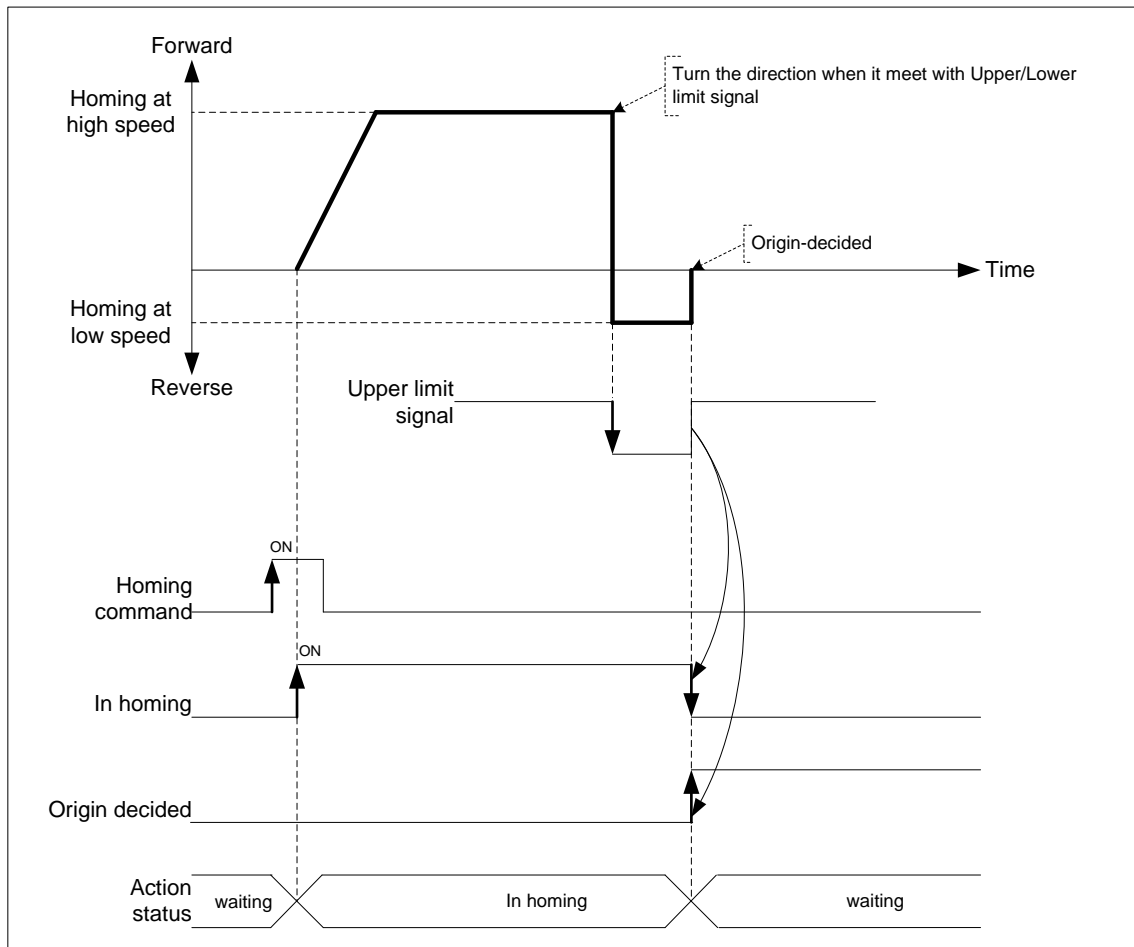 Forward
Turn the direction when it meet with Upper/Lower
limit signal
Homing at
high speed
Origin-decided
Time
Homing at
low speed
Reverse
Upper limit
signal
ON
Homing
command
ON
In homing
Origin decided
Action
status
waiting
In homing
waiting